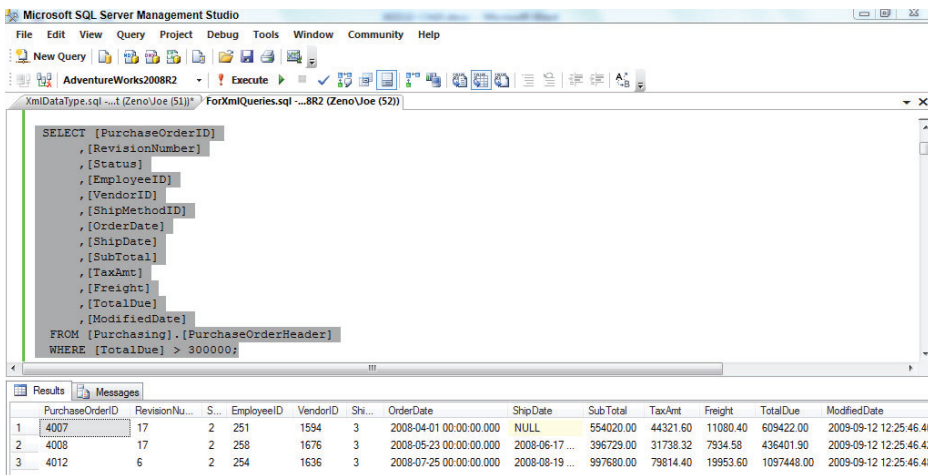 Microsoft SQL Server Management Studio
File Edit View Query Project Debug Tools Window Community Help
New Query
AdventureWorks2008R2 Execute
XmlDataType.sql -...t (Zeno\Joe (51))* ForXmlQueries.sql -...8R2 (Zeno\Joe (52))
SELECT [PurchaseOrderID]
,[RevisionNumber]
,[Status]
,[EmployeeID]
,[VendorID]
,[ShipMethodID]
,[OrderDate]
,[ShipDate]
,[SubTotal]
,[TaxAmt]
,[Freight]
,[TotalDue]
,[ModifiedDate]
FROM [Purchasing].[PurchaseOrderHeader]
WHERE [TotalDue] > 300000;
Results Messages
PurchaseOrderID RevisionNu... S... EmployeeID VendorID Shi... OrderDate ShipDate SubTotal TaxAmt Freight TotalDue ModifiedDate
1 4007 17 2 251 1594 3 2008-04-01 00:00:00.000 NULL 554020.00 44321.60 11080.40 609422.00 2009-09-12 12:25:46.40
2 4008 17 2 258 1676 3 2008-05-23 00:00:00.000 2008-06-17 ... 396729.00 31738.32 7934.58 436401.90 2009-09-12 12:25:46.42
3 4012 6 2 254 1636 3 2008-07-25 00:00:00.000 2008-08-19 ... 997680.00 79814.40 19953.60 1097448.00 2009-09-12 12:25:46.48